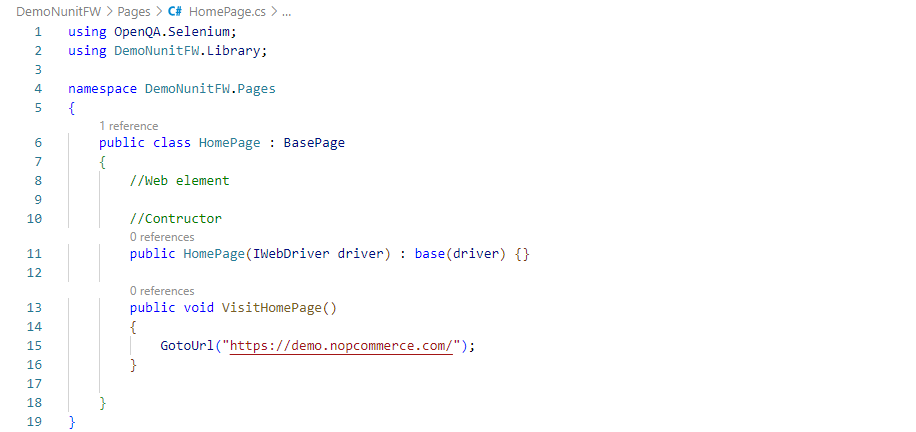 DemoNunitFW > Pages > C# HomePage.cs > ...
1 using OpenQA.Selenium;
2 using DemoNunitFW.Library;
3
4 namespace DemoNunitFW.Pages
5 {
1 reference
6 public class HomePage : BasePage
7 {
8 //Web element
9
10 //Contructor
0 references
11 public HomePage(IWebDriver driver) : base(driver) {}
12
0 references
13 public void VisitHomePage()
14 {
15 GotoUrl("https://demo.nopcommerce.com/");
16 }
17
18 }
19 }